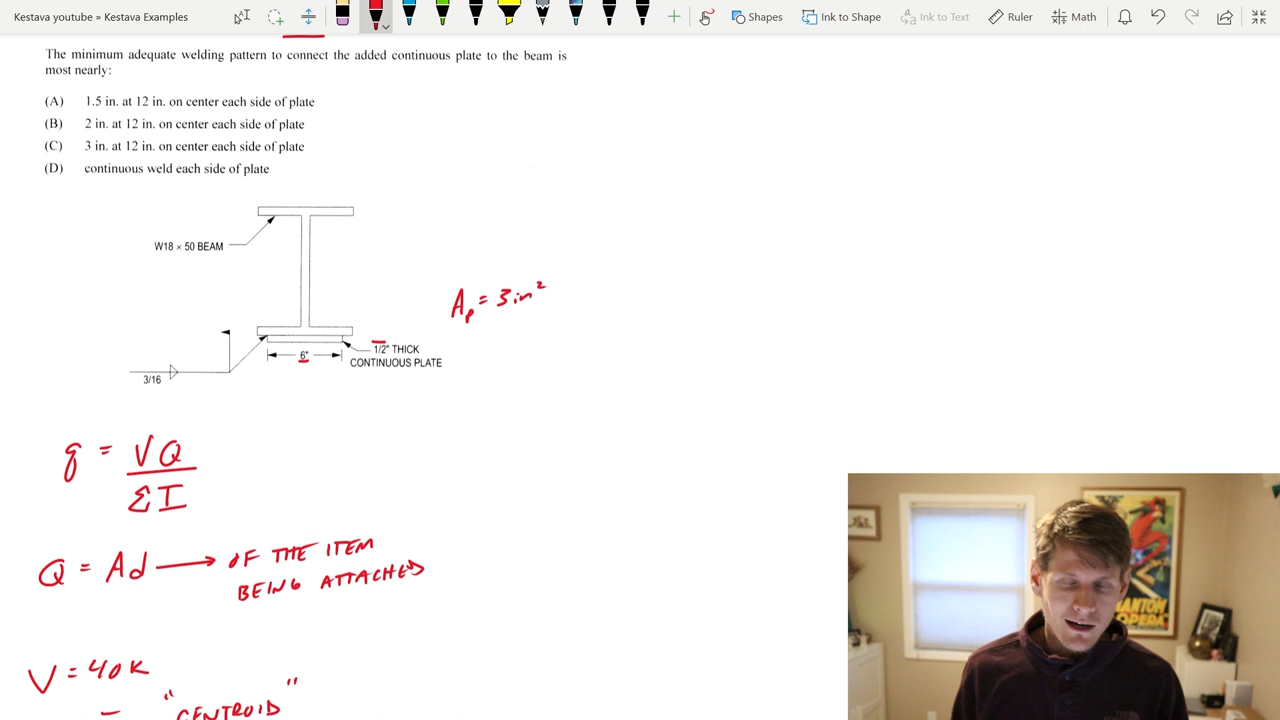 Kestava youtube » Kestava Examples
Shapes
Ink to Shape
Ink to Text
Ruler
Math
The minimum adequate welding pattern to connect the added continuous plate to the beam is
most nearly:
(A) 1.5 in. at 12 in. on center each side of plate
(B) 2 in. at 12 in. on center each side of plate
(C) 3 in. at 12 in. on center each side of plate
(D) continuous weld each side of plate
W18 × 50 BEAM
Ap = 3 in²
1/2" THICK
CONTINUOUS PLATE
6"
3/16
q = VQ
ΣI
Q = Ad → OF THE ITEM
BEING ATTACHED
V = 40K
"CENTROID"
ANTON
OPERA